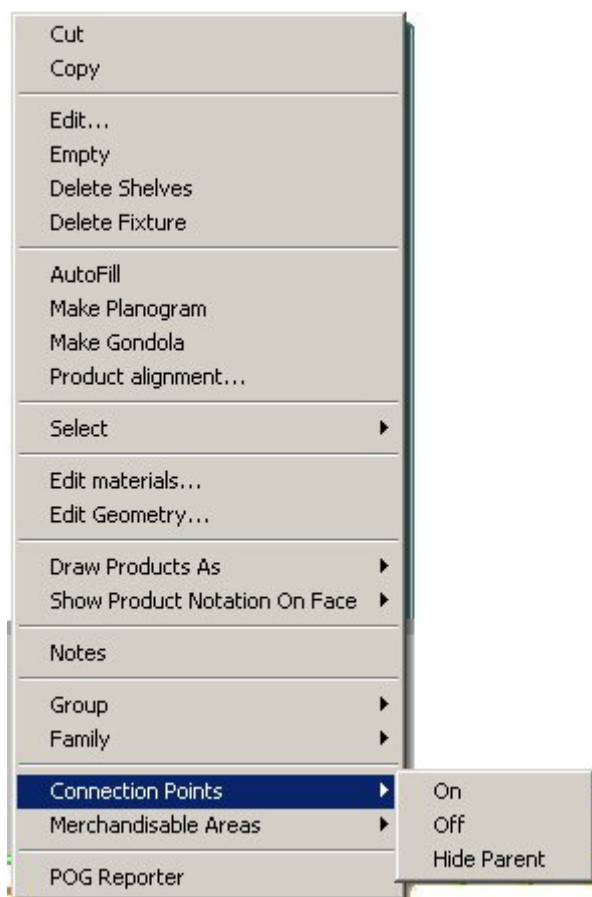 Cut
Copy
Edit...
Empty
Delete Shelves
Delete Fixture
AutoFill
Make Planogram
Make Gondola
Product alignment...
Select
Edit materials...
Edit Geometry...
Draw Products As
Show Product Notation On Face
Notes
Group
Family
Connection Points
Merchandisable Areas
POG Reporter
On
Off
Hide Parent